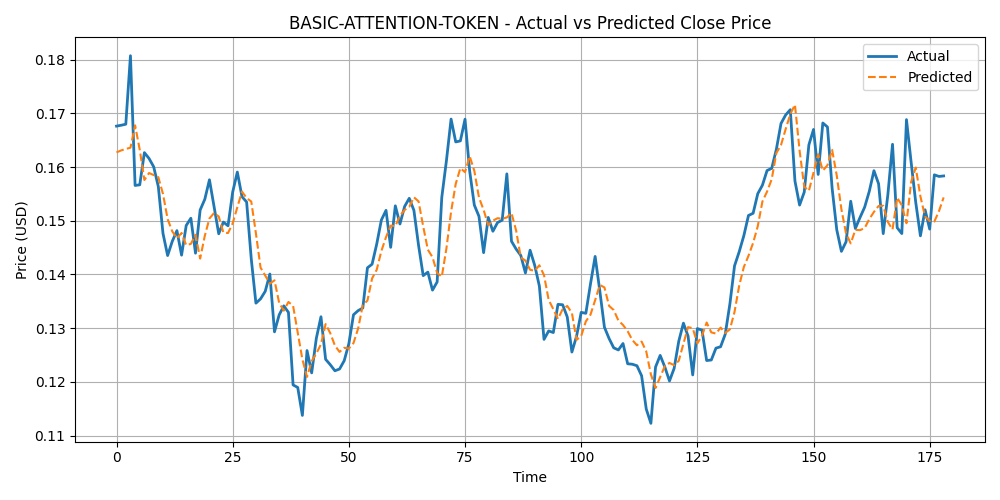 BASIC-ATTENTION-TOKEN - Actual vs Predicted Close Price
Actual
Predicted
0.18
0.17
0.16
0.15
0.14
0.13
0.12
0.11
Price (USD)
0 25 50 75 100 125 150 175
Time